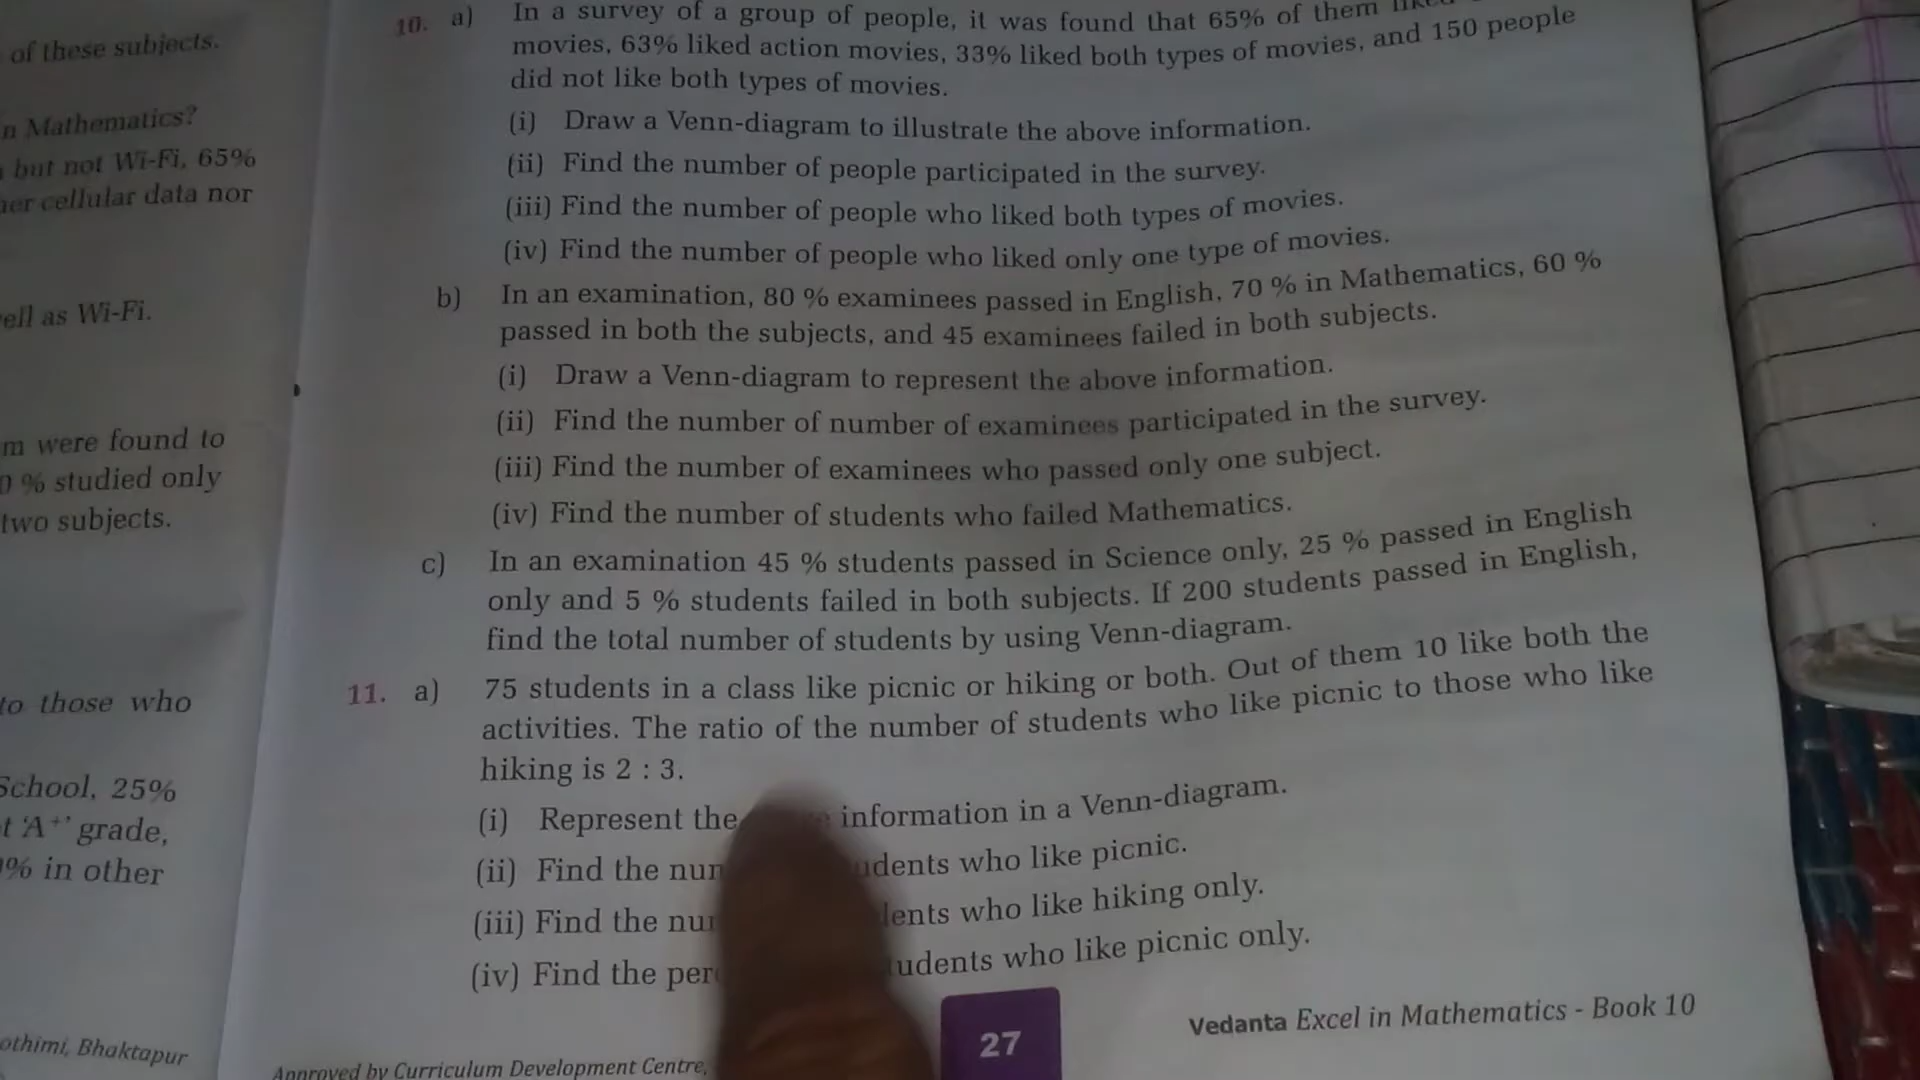 of these subjects.
n Mathematics?
but not Wi-Fi, 65%
her cellular data nor
ell as Wi-Fi.
m were found to
0 % studied only
two subjects.
to those who
School, 25%
t 'A+' grade,
0% in other
othimi, Bhaktapur
10. a) In a survey of a group of people, it was found that 65% of them
movies, 63% liked action movies, 33% liked both types of movies, and 150 people
did not like both types of movies.
(i) Draw a Venn-diagram to illustrate the above information.
(ii) Find the number of people participated in the survey.
(iii) Find the number of people who liked both types of movies.
(iv) Find the number of people who liked only one type of movies.
b) In an examination, 80 % examinees passed in English, 70 % in Mathematics, 60 %
passed in both the subjects, and 45 examinees failed in both subjects.
(i) Draw a Venn-diagram to represent the above information.
(ii) Find the number of number of examinees participated in the survey.
(iii) Find the number of examinees who passed only one subject.
(iv) Find the number of students who failed Mathematics.
c) In an examination 45 % students passed in Science only, 25 % passed in English
only and 5 % students failed in both subjects. If 200 students passed in English,
find the total number of students by using Venn-diagram.
11. a) 75 students in a class like picnic or hiking or both. Out of them 10 like both the
activities. The ratio of the number of students who like picnic to those who like
hiking is 2 : 3.
(i) Represent the information in a Venn-diagram.
(ii) Find the who like picnic.
(iii) Find the who like hiking only.
(iv) Find the who like picnic only.
Approved by Curriculum Development Centre,
27
Vedanta Excel in Mathematics - Book 10